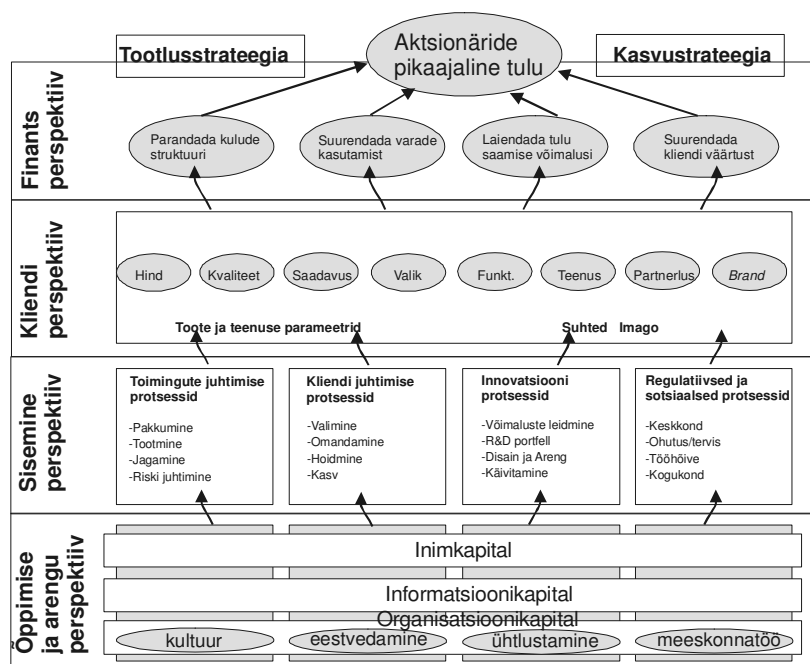 Tootlusstrateegia
Aktsionäride
pikaajaline tulu
Kasvustrateegia
Finants
perspektiiv
Parandada kulude
struktuuri
Suurendada varade
kasutamist
Laiendada tulu
saamise võimalusi
Suurendada
kliendi väärtust
Kliendi
perspektiiv
Hind
Kvaliteet
Saadavus
Valik
Funkt.
Teenus
Partnerlus
Brand
Toote ja teenuse parameetrid
Suhted
Imago
Sisemine
perspektiiv
Toimingute juhtimise
protsessid
-Pakkumine
-Tootmine
-Jagamine
-Riski juhtimine
Kliendi juhtimise
protsessid
-Valimine
-Omandamine
-Hoidmine
-Kasv
Innovatsiooni
protsessid
-Võimaluste leidmine
-R&D portfell
-Disain ja Areng
-Käivitamine
Regulatiivsed ja
sotsiaalsed protsessid
-Keskkond
-Ohutus/tervis
-Tööhõive
-Kogukond
Õppimise
ja arengu
perspektiiv
Inimkapital
Informatsioonikapital
Organisatsioonikapital
kultuur
eestvedamine
ühtlustamine
meeskonnatöö